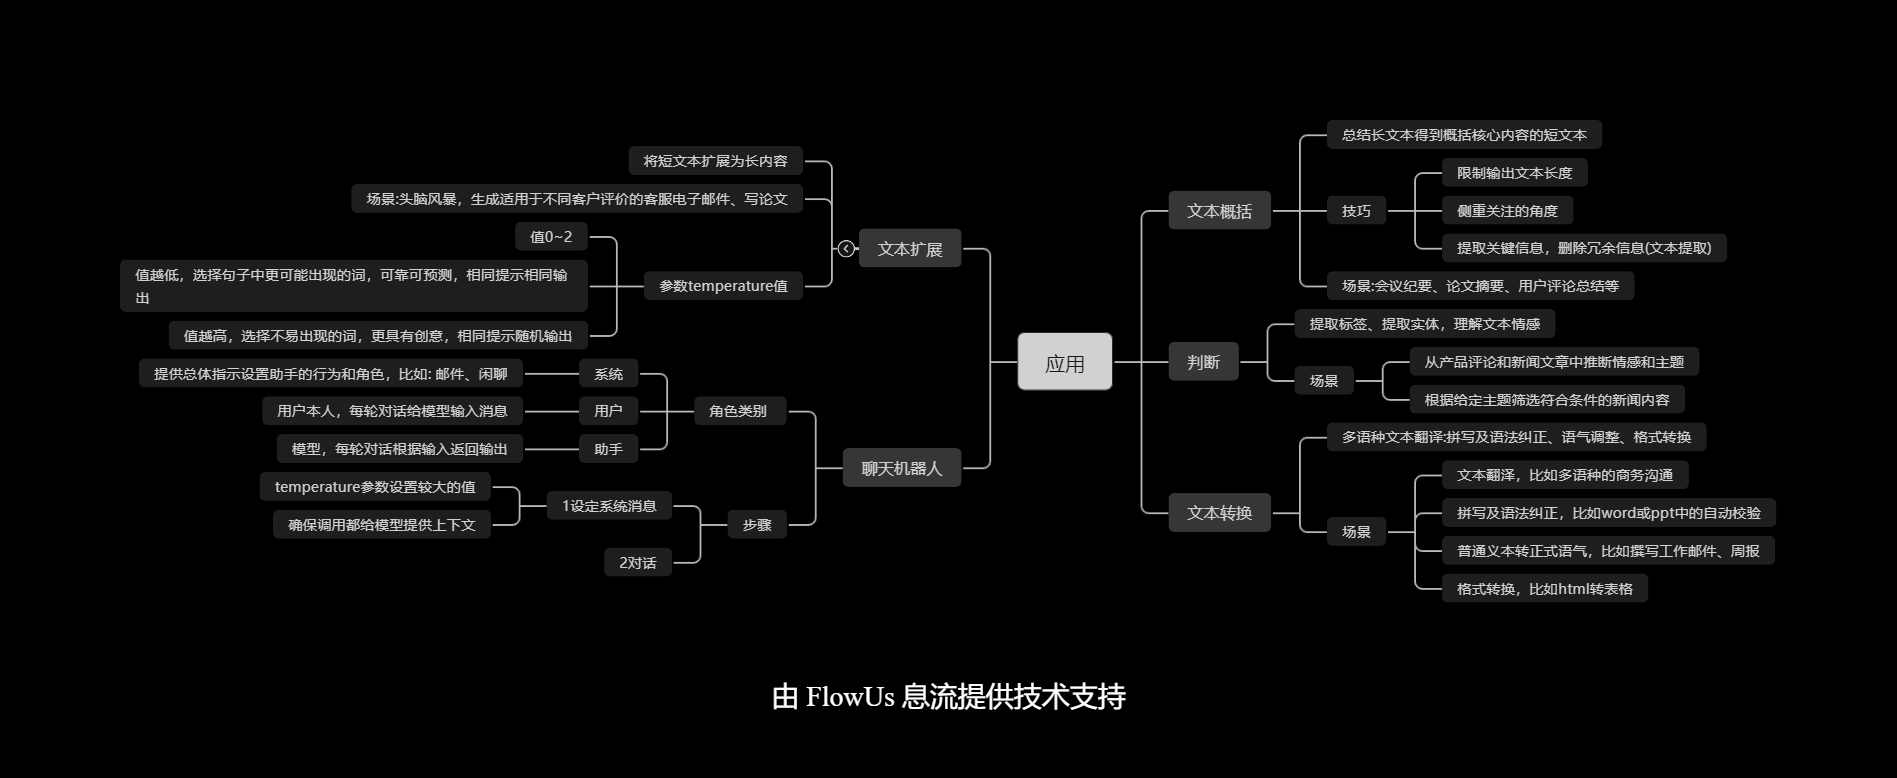 应用
文本概括
总结长文本得到概括核心内容的短文本
技巧
限制输出文本长度
侧重关注的角度
提取关键信息，删除冗余信息(文本提取)
场景:会议纪要、论文摘要、用户评论总结等
判断
提取标签、提取实体，理解文本情感
场景
从产品评论和新闻文章中推断情感和主题
根据给定主题筛选符合条件的新闻内容
文本转换
多语种文本翻译:拼写及语法纠正、语气调整、格式转换
场景
文本翻译，比如多语种的商务沟通
拼写及语法纠正，比如word或ppt中的自动校验
普通义本转正式语气，比如撰写工作邮件、周报
格式转换，比如html转表格
文本扩展
将短文本扩展为长内容
场景:头脑风暴，生成适用于不同客户评价的客服电子邮件、写论文
参数temperature值
值0~2
值越低，选择句子中更可能出现的词，可靠可预测，相同提示相同输
出
值越高，选择不易出现的词，更具有创意，相同提示随机输出
聊天机器人
角色类别
系统
提供总体指示设置助手的行为和角色，比如: 邮件、闲聊
用户
用户本人，每轮对话给模型输入消息
助手
模型，每轮对话根据输入返回输出
步骤
1设定系统消息
temperature参数设置较大的值
确保调用都给模型提供上下文
2对话
由 FlowUs 息流提供技术支持